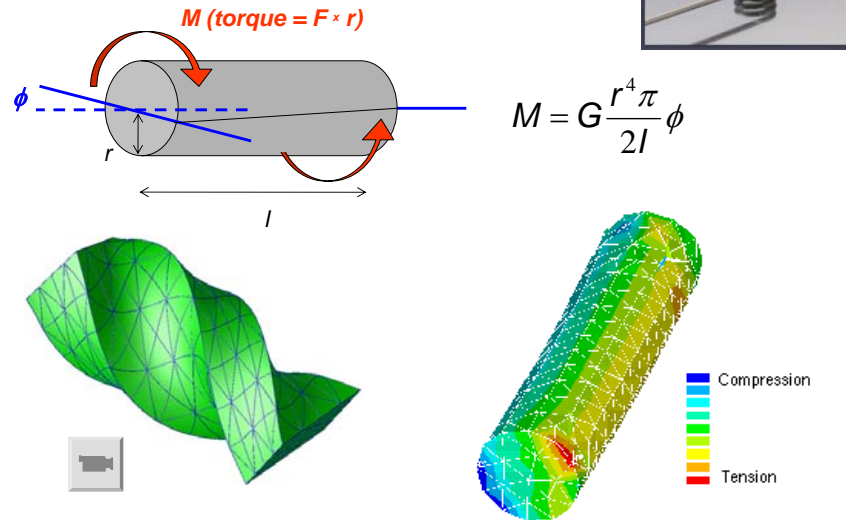 M (torque = F x r)
ϕ
r
l
M = G r⁴π / 2l ϕ
Compression
Tension